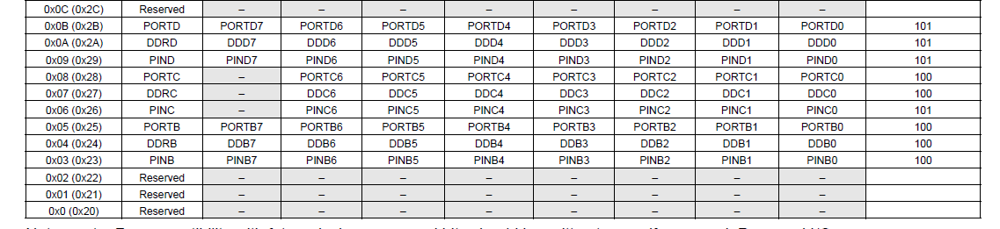 0x0C (0x2C) Reserved – – – – – – – –
0x0B (0x2B) PORTD PORTD7 PORTD6 PORTD5 PORTD4 PORTD3 PORTD2 PORTD1 PORTD0 101
0x0A (0x2A) DDRD DDD7 DDD6 DDD5 DDD4 DDD3 DDD2 DDD1 DDD0 101
0x09 (0x29) PIND PIND7 PIND6 PIND5 PIND4 PIND3 PIND2 PIND1 PIND0 101
0x08 (0x28) PORTC – PORTC6 PORTC5 PORTC4 PORTC3 PORTC2 PORTC1 PORTC0 100
0x07 (0x27) DDRC – DDC6 DDC5 DDC4 DDC3 DDC2 DDC1 DDC0 100
0x06 (0x26) PINC – PINC6 PINC5 PINC4 PINC3 PINC2 PINC1 PINC0 101
0x05 (0x25) PORTB PORTB7 PORTB6 PORTB5 PORTB4 PORTB3 PORTB2 PORTB1 PORTB0 100
0x04 (0x24) DDRB DDB7 DDB6 DDB5 DDB4 DDB3 DDB2 DDB1 DDB0 100
0x03 (0x23) PINB PINB7 PINB6 PINB5 PINB4 PINB3 PINB2 PINB1 PINB0 100
0x02 (0x22) Reserved – – – – – – – –
0x01 (0x21) Reserved – – – – – – – –
0x0 (0x20) Reserved – – – – – – – –